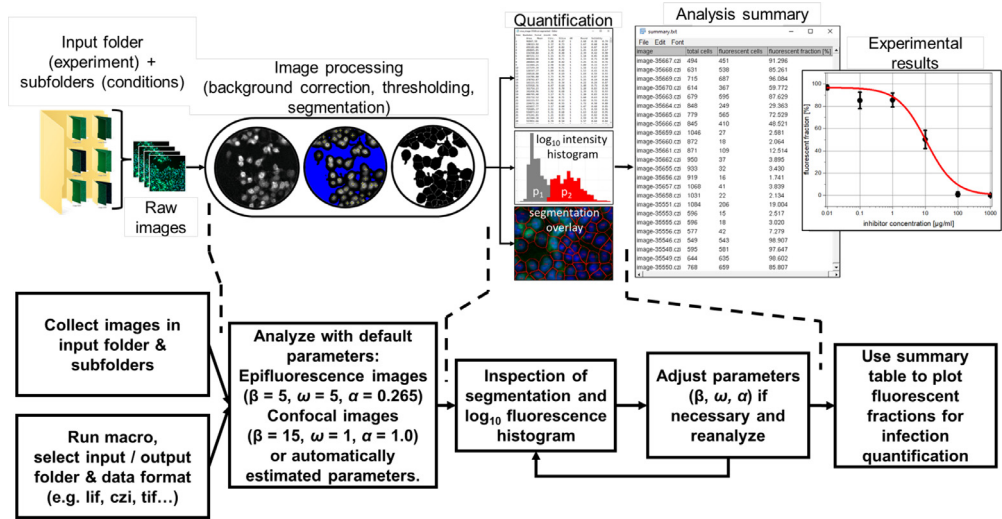 Input folder
(experiment) +
subfolders (conditions)
Raw
images
Image processing
(background correction, thresholding,
segmentation)
Quantification
log10 intensity
histogram
p1 p2
segmentation
overlay
Analysis summary
summary.txt
File Edit Font
image total cells fluorescent cells fluorescent fraction [%]
image-35667.czi 494 451 91.296
image-35668.czi 631 538 85.261
image-35669.czi 715 687 96.084
image-35670.czi 614 367 59.772
image-35663.czi 679 595 87.629
image-35664.czi 848 249 29.363
image-35665.czi 779 565 72.529
image-35666.czi 845 410 48.521
image-35659.czi 1046 27 2.581
image-35660.czi 872 18 2.064
image-35661.czi 871 109 12.514
image-35662.czi 950 37 3.895
image-35655.czi 933 32 3.430
image-35656.czi 919 16 1.741
image-35657.czi 1068 41 3.839
image-35658.czi 1031 22 2.134
image-35551.czi 1084 206 19.004
image-35553.czi 596 15 2.517
image-35555.czi 596 18 3.020
image-35556.czi 577 42 7.279
image-35546.czi 549 543 98.907
image-35548.czi 595 581 97.647
image-35549.czi 644 635 98.602
image-35550.czi 768 659 85.807
Experimental
results
fluorescent fraction [%]
100
80
60
40
20
0
0.01 0.1 1 10 100 1000
inhibitor concentration [µg/ml]
Collect images in
input folder &
subfolders
Run macro,
select input / output
folder & data format
(e.g. lif, czi, tif…)
Analyze with default
parameters:
Epifluorescence images
(β = 5, ω = 5, α = 0.265)
Confocal images
(β = 15, ω = 1, α = 1.0)
or automatically
estimated parameters.
Inspection of
segmentation and
log10 fluorescence
histogram
Adjust parameters
(β, ω, α) if
necessary and
reanalyze
Use summary
table to plot
fluorescent
fractions for
infection
quantification